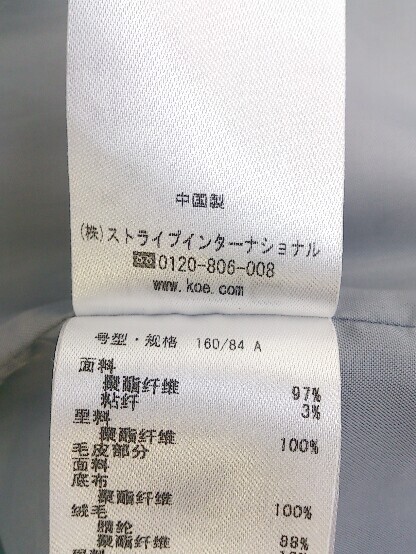 中国製
(株)ストライプインターナショナル
0120-806-008
www.koe.com
号型・规格 160/84 A
面料
聚酯纤维 97%
粘纤 3%
里料
聚酯纤维 100%
毛皮部分
面料
底布
聚酯纤维 100%
绒毛
腈纶
聚酯纤维 88%